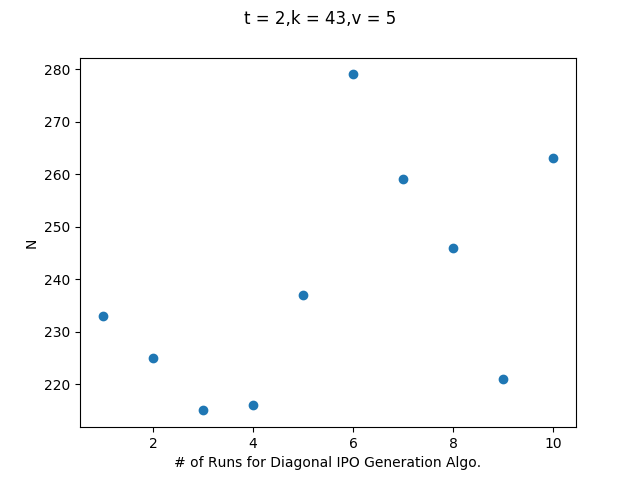 t = 2,k = 43,v = 5
280
270
260
250
240
230
220
N
2 4 6 8 10
# of Runs for Diagonal IPO Generation Algo.